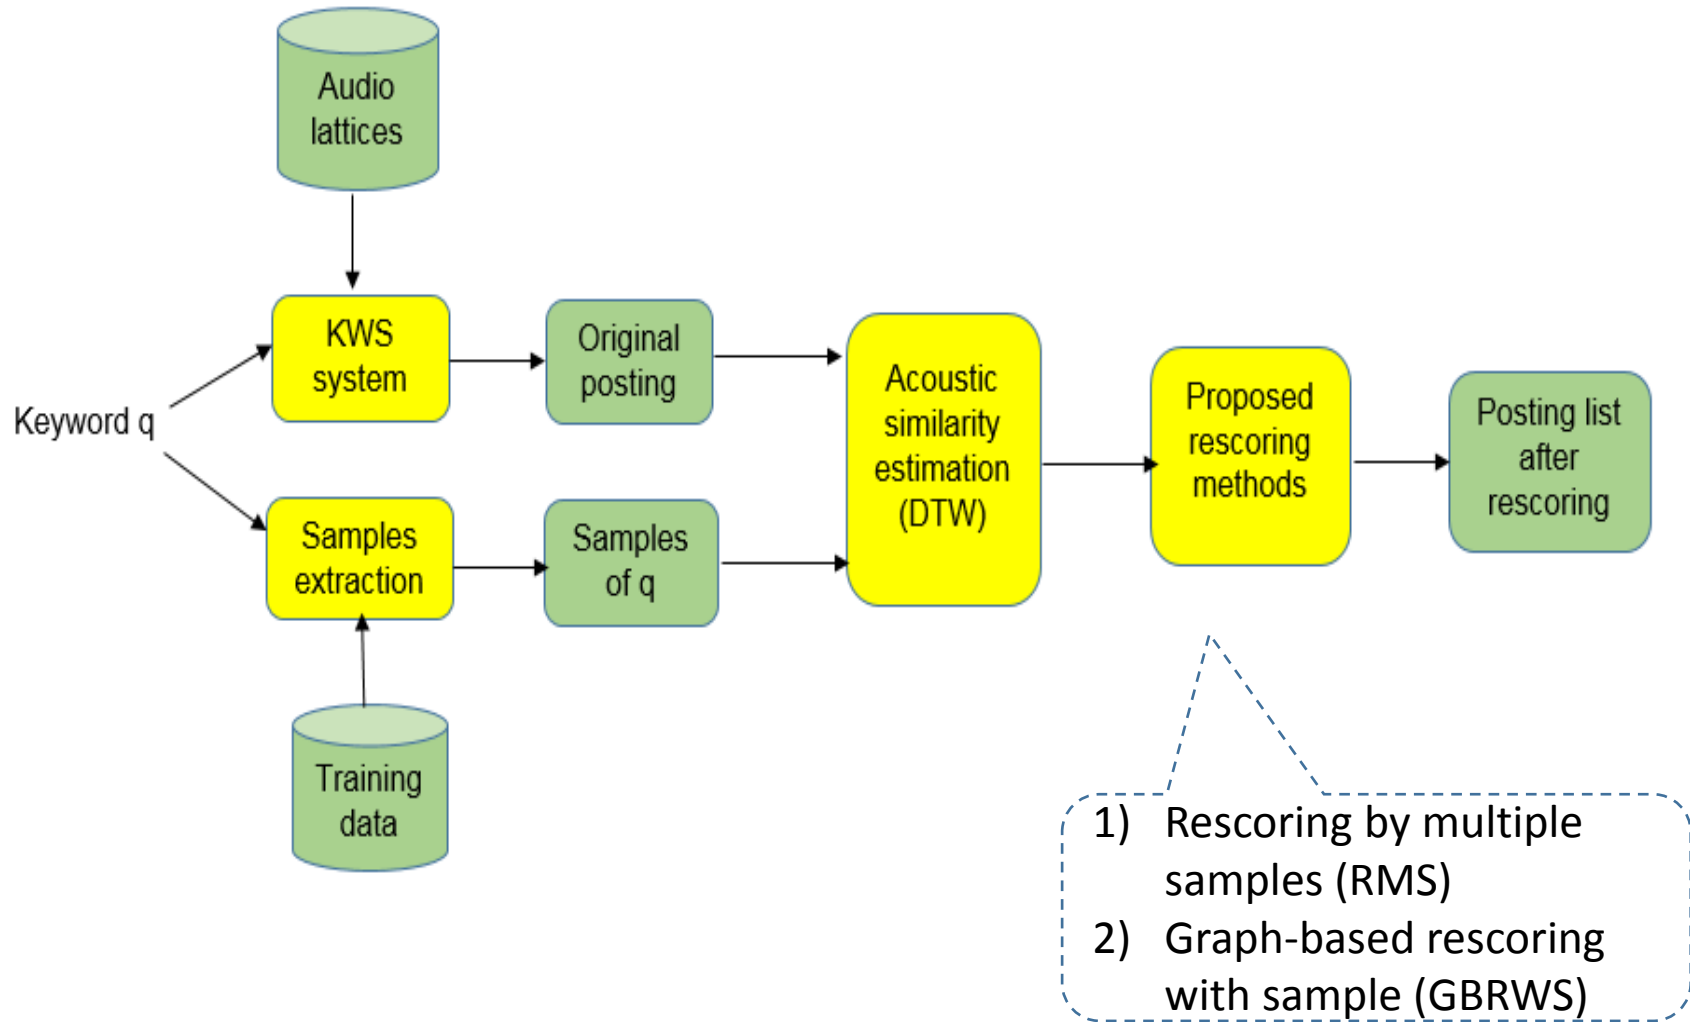 Audio
lattices
KWS
system
Original
posting
Keyword q
Samples
extraction
Samples
of q
Acoustic
similarity
estimation
(DTW)
Proposed
rescoring
methods
Posting list
after
rescoring
Training
data
1) Rescoring by multiple
samples (RMS)
2) Graph-based rescoring
with sample (GBRWS)